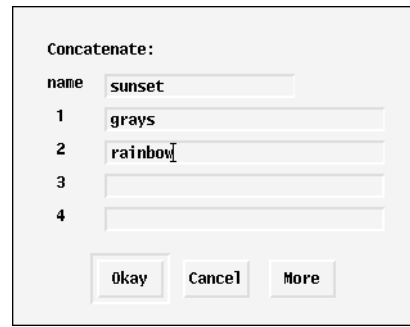 Concatenate:
name sunset
1 grays
2 rainbow
3
4
Okay Cancel More